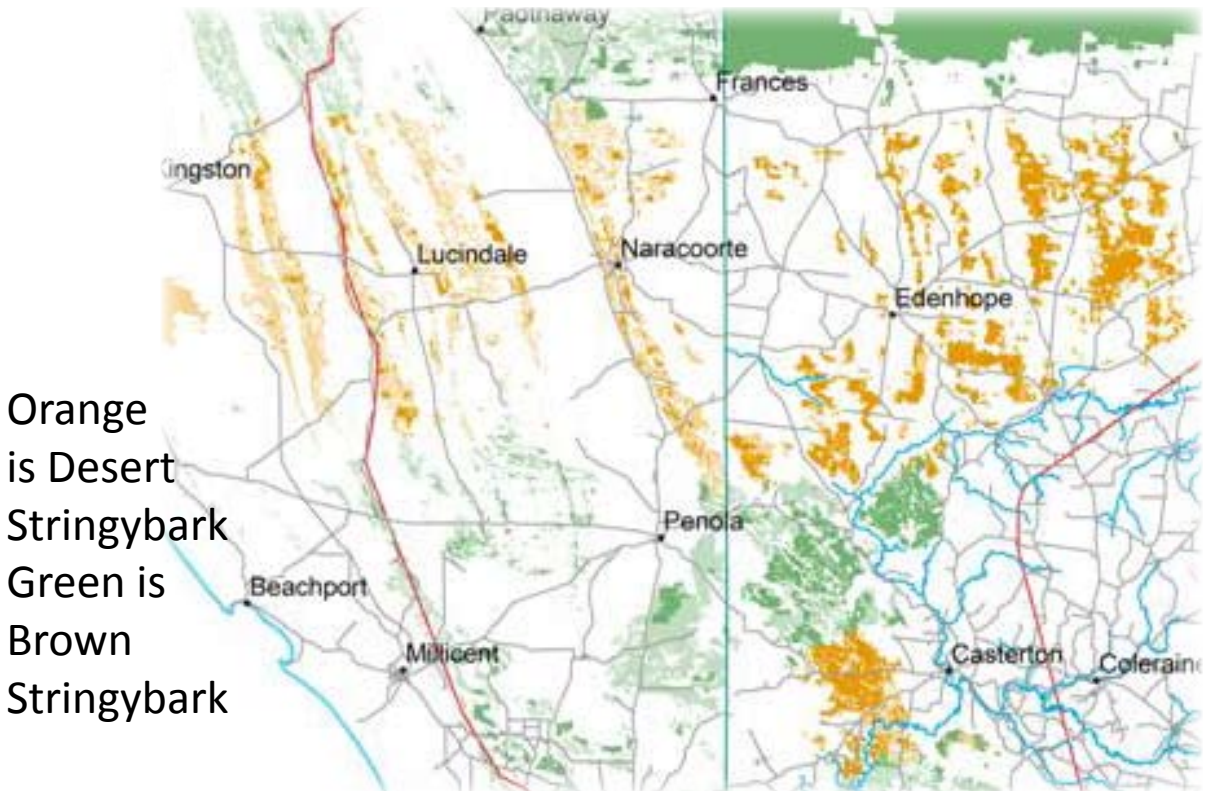 Padthaway
Frances
Kingston
Lucindale
Naracoorte
Edenhope
Orange
is Desert
Stringybark
Green is
Brown
Stringybark
Penola
Beachport
Millicent
Casterton
Coleraine